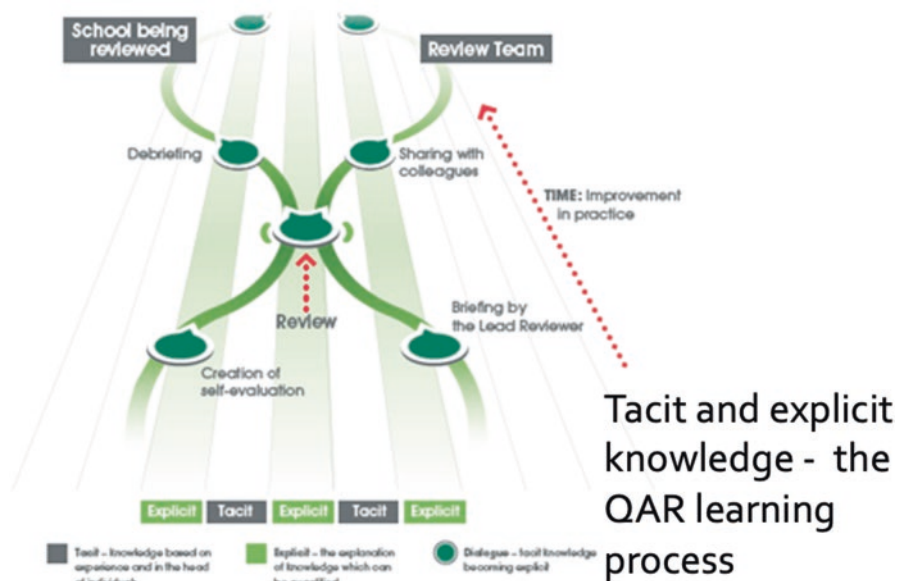 School being
reviewed
Review Team
Debriefing
Sharing with
colleagues
TIME: Improvement
in practice
Review
Briefing by
the Lead Reviewer
Creation of
self-evaluation
Tacit and explicit
knowledge - the
QAR learning
process
Explicit Tacit Explicit Tacit Explicit
Tacit – knowledge based on
experience and in the head
Explicit – the explanation
of knowledge which can
Dialogue – tacit knowledge
becoming explicit